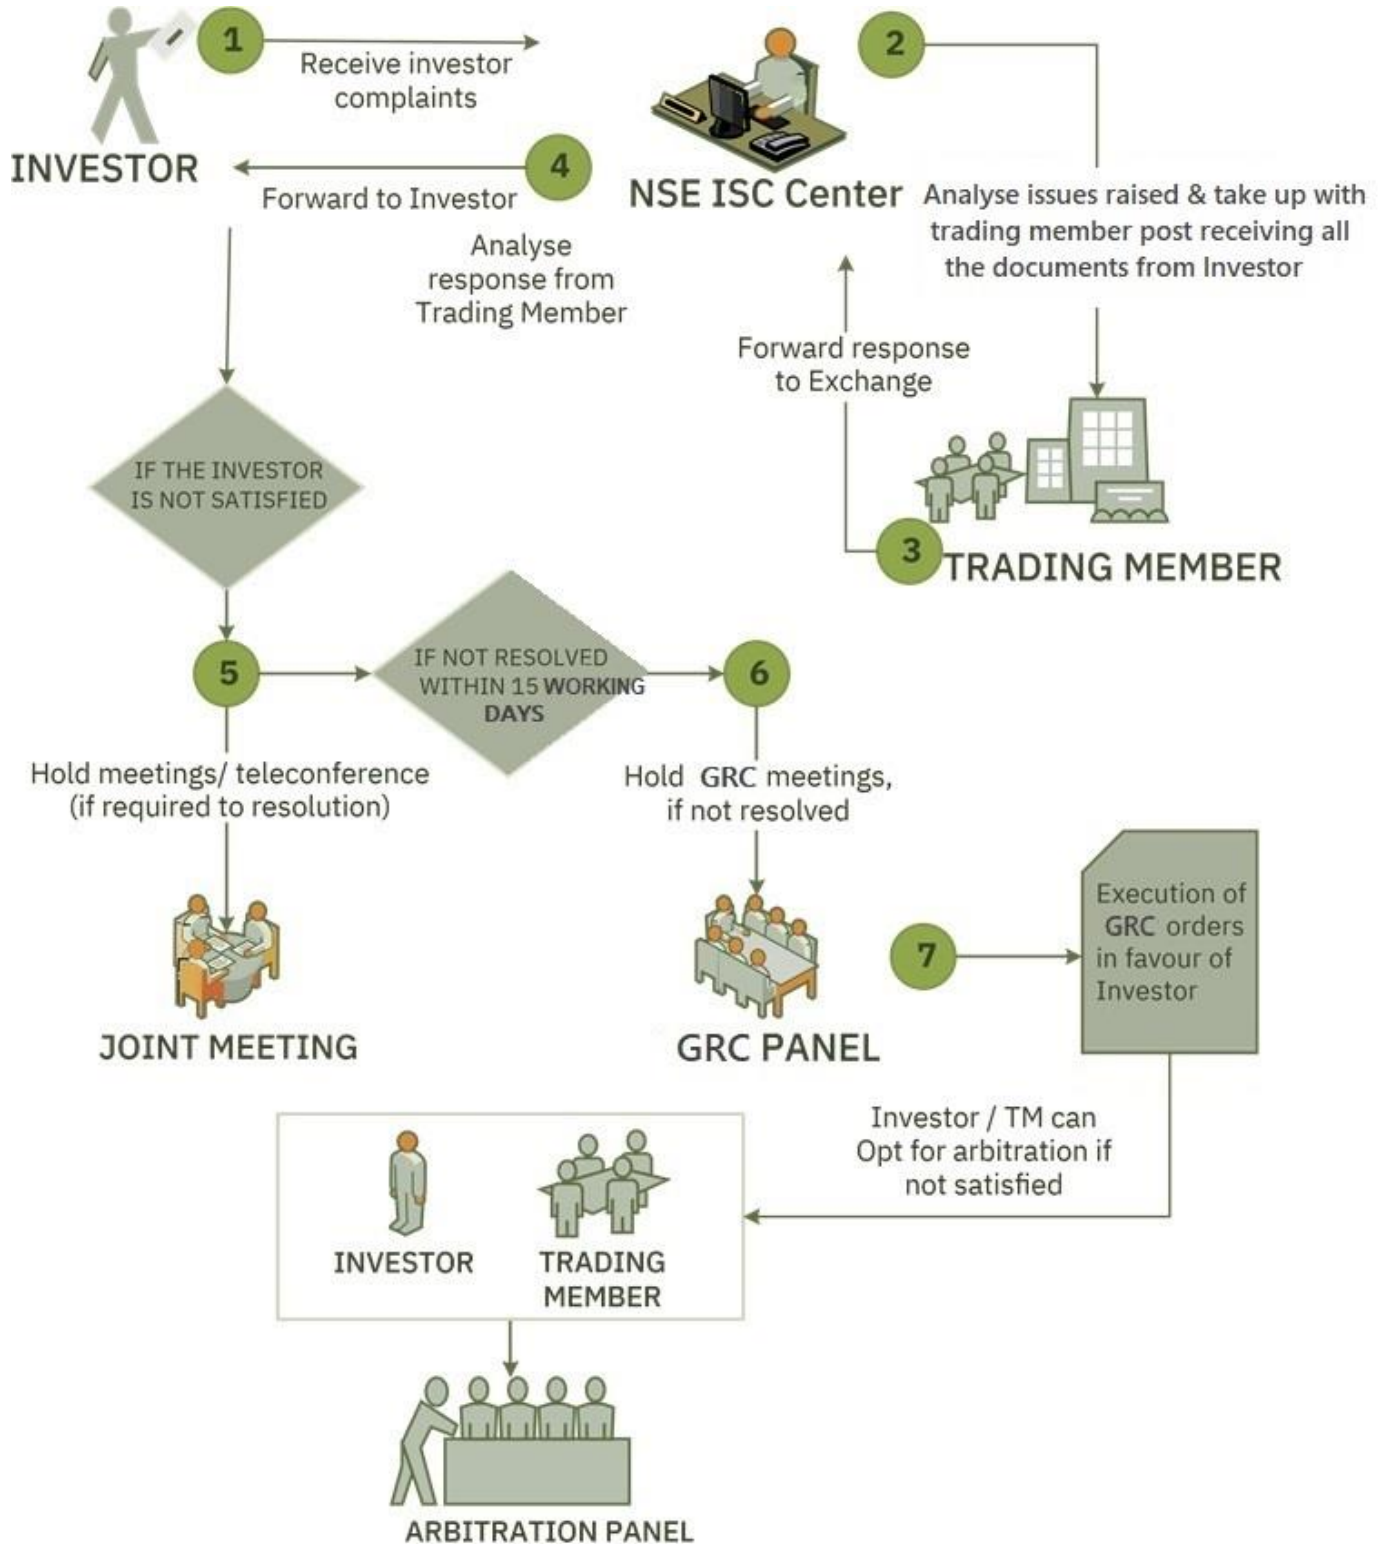 1
Receive investor
complaints
INVESTOR
2
NSE ISC Center
Analyse issues raised & take up with
trading member post receiving all
the documents from Investor
4
Forward to Investor
Analyse
response from
Trading Member
Forward response
to Exchange
3
TRADING MEMBER
IF THE INVESTOR
IS NOT SATISFIED
5
IF NOT RESOLVED
WITHIN 15 WORKING
DAYS
6
Hold meetings/ teleconference
(if required to resolution)
JOINT MEETING
Hold GRC meetings,
if not resolved
GRC PANEL
7
Execution of
GRC orders
in favour of
Investor
Investor / TM can
Opt for arbitration if
not satisfied
INVESTOR
TRADING
MEMBER
ARBITRATION PANEL